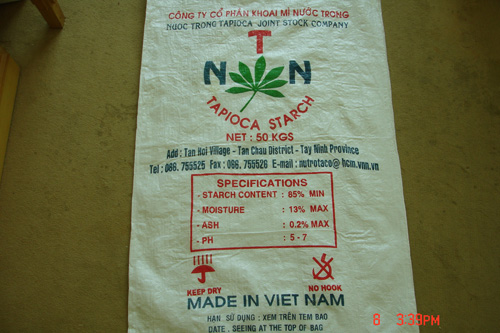 CÔNG TY CỔ PHẦN KHOAI MÌ NƯỚC TRONG
NUOC TRONG TAPIOCA JOINT STOCK COMPANY
T
N N
TAPIOCA STARCH
NET : 50 KGS
Add : Tan Hoi Village - Tan Chau District - Tay Ninh Province
Tel : 066. 755525 Fax : 066. 755526 E-mail : nutrotaco@hcm.vnn.vn
SPECIFICATIONS
- STARCH CONTENT : 85% MIN
- MOISTURE : 13% MAX
- ASH : 0.2% MAX
- PH : 5 - 7
KEEP DRY NO HOOK
MADE IN VIET NAM
HẠN SỬ DỤNG : XEM TRÊN TEM BAO
DATE : SEEING AT THE TOP OF BAG
8 3:39PM